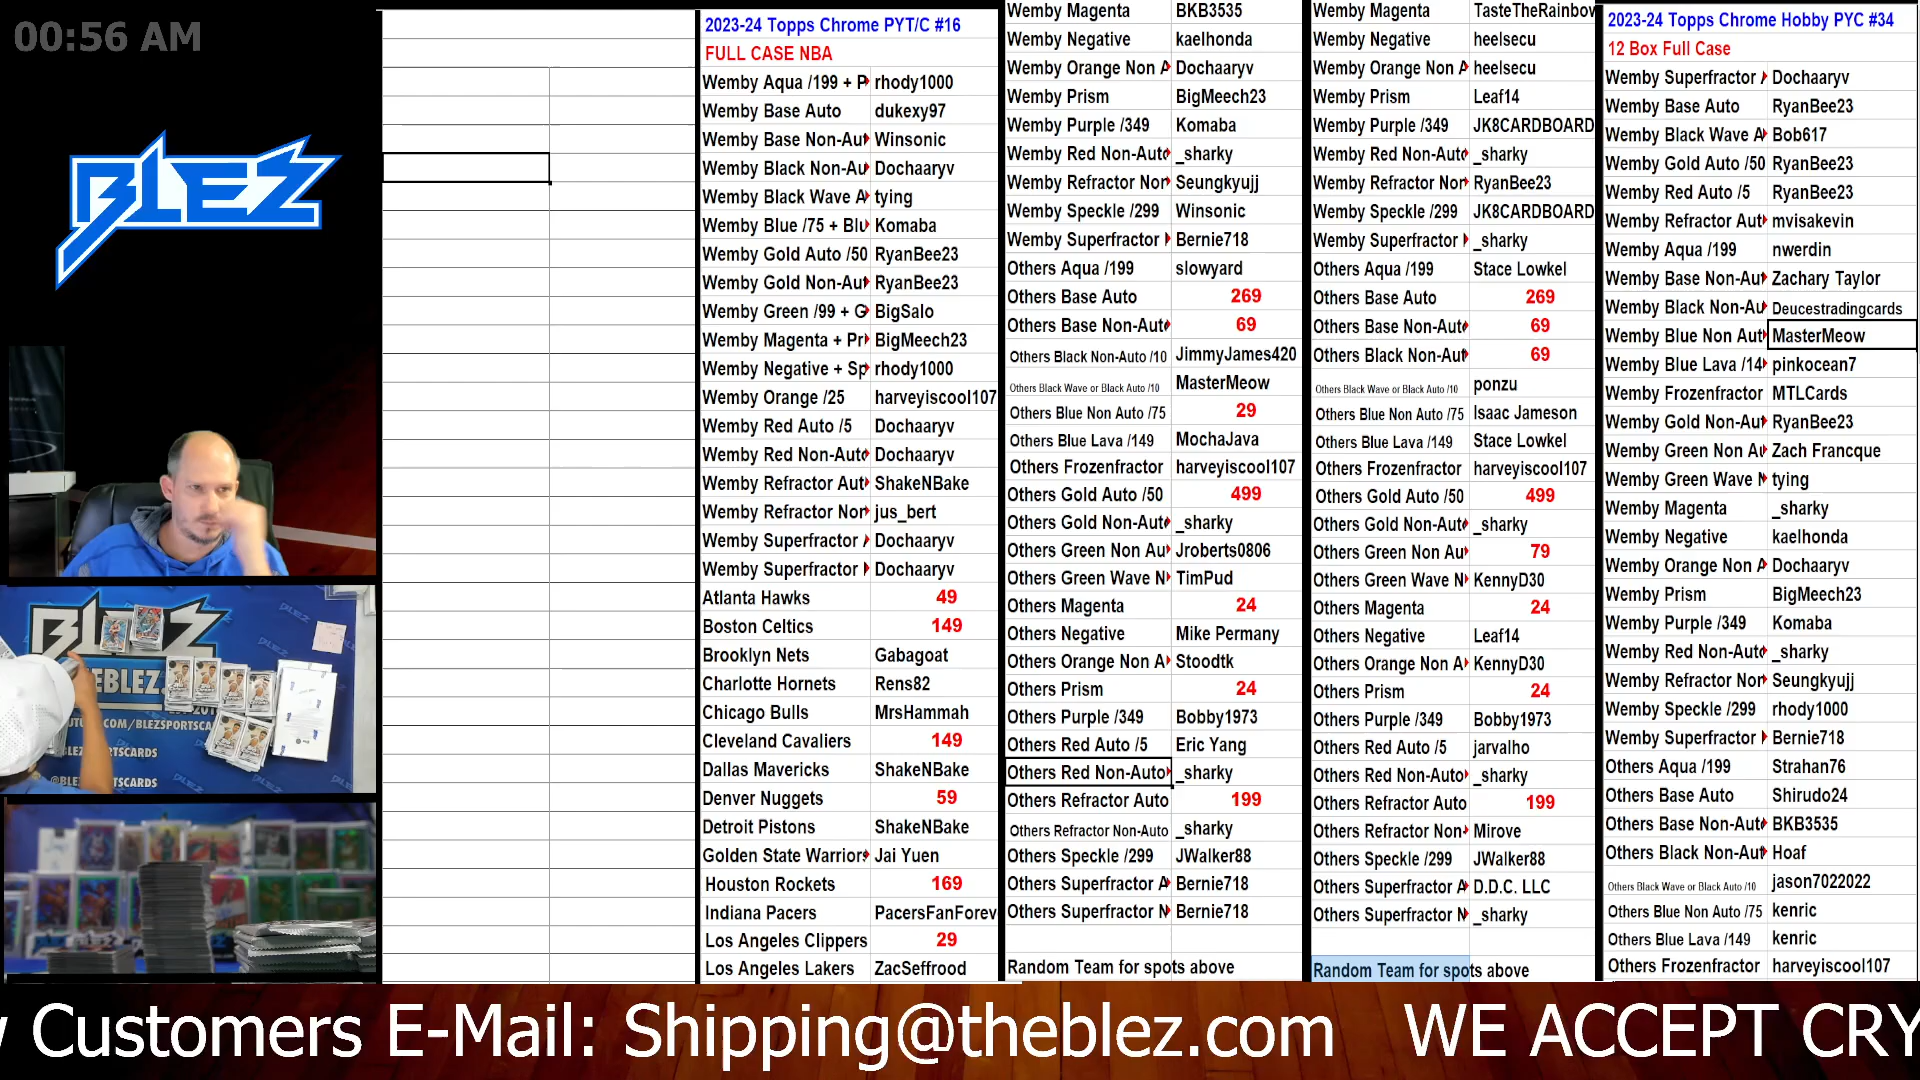 00:56 AM
BLEZ
2023-24 Topps Chrome PYT/C #16
FULL CASE NBA
Wemby Aqua /199 + P rhody1000
Wemby Base Auto dukexy97
Wemby Base Non-Aut Winsonic
Wemby Black Non-Au Dochaaryv
Wemby Black Wave A tying
Wemby Blue /75 + Blu Komaba
Wemby Gold Auto /50 RyanBee23
Wemby Gold Non-Aut RyanBee23
Wemby Green /99 + G BigSalo
Wemby Magenta + Pr BigMeech23
Wemby Negative + Sp rhody1000
Wemby Orange /25 harveyiscool107
Wemby Red Auto /5 Dochaaryv
Wemby Red Non-Auto Dochaaryv
Wemby Refractor Aut ShakeNBake
Wemby Refractor Nor jus_bert
Wemby Superfractor A Dochaaryv
Wemby Superfractor N Dochaaryv
Atlanta Hawks 49
Boston Celtics 149
Brooklyn Nets Gabagoat
Charlotte Hornets Rens82
Chicago Bulls MrsHammah
Cleveland Cavaliers 149
Dallas Mavericks ShakeNBake
Denver Nuggets 59
Detroit Pistons ShakeNBake
Golden State Warriors Jai Yuen
Houston Rockets 169
Indiana Pacers PacersFanForev
Los Angeles Clippers 29
Los Angeles Lakers ZacSeffrood
Wemby Magenta BKB3535
Wemby Negative kaelhonda
Wemby Orange Non A Dochaaryv
Wemby Prism BigMeech23
Wemby Purple /349 Komaba
Wemby Red Non-Auto _sharky
Wemby Refractor Nor Seungkyujj
Wemby Speckle /299 Winsonic
Wemby Superfractor N Bernie718
Others Aqua /199 slowyard
Others Base Auto 269
Others Base Non-Auto 69
Others Black Non-Auto /10 JimmyJames420
Others Black Wave or Black Auto /10 MasterMeow
Others Blue Non Auto /75 29
Others Blue Lava /149 MochaJava
Others Frozenfractor harveyiscool107
Others Gold Auto /50 499
Others Gold Non-Auto _sharky
Others Green Non Au Jroberts0806
Others Green Wave N TimPud
Others Magenta 24
Others Negative Mike Permany
Others Orange Non A Stoodtk
Others Prism 24
Others Purple /349 Bobby1973
Others Red Auto /5 Eric Yang
Others Red Non-Auto _sharky
Others Refractor Auto 199
Others Refractor Non-Auto _sharky
Others Speckle /299 JWalker88
Others Superfractor A Bernie718
Others Superfractor N Bernie718
Random Team for spots above
Wemby Magenta TasteTheRainbov
Wemby Negative heelsecu
Wemby Orange Non A heelsecu
Wemby Prism Leaf14
Wemby Purple /349 JK8CARDBOARD
Wemby Red Non-Auto _sharky
Wemby Refractor Nor RyanBee23
Wemby Speckle /299 JK8CARDBOARD
Wemby Superfractor N _sharky
Others Aqua /199 Stace Lowkel
Others Base Auto 269
Others Base Non-Auto 69
Others Black Non-Aut 69
Others Black Wave or Black Auto /10 ponzu
Others Blue Non Auto /75 Isaac Jameson
Others Blue Lava /149 Stace Lowkel
Others Frozenfractor harveyiscool107
Others Gold Auto /50 499
Others Gold Non-Auto _sharky
Others Green Non Au 79
Others Green Wave N KennyD30
Others Magenta 24
Others Negative Leaf14
Others Orange Non A KennyD30
Others Prism 24
Others Purple /349 Bobby1973
Others Red Auto /5 jarvalho
Others Red Non-Auto _sharky
Others Refractor Auto 199
Others Refractor Non- Mirove
Others Speckle /299 JWalker88
Others Superfractor A D.D.C. LLC
Others Superfractor N _sharky
Random Team for spots above
2023-24 Topps Chrome Hobby PYC #34
12 Box Full Case
Wemby Superfractor A Dochaaryv
Wemby Base Auto RyanBee23
Wemby Black Wave A Bob617
Wemby Gold Auto /50 RyanBee23
Wemby Red Auto /5 RyanBee23
Wemby Refractor Aut mvisakevin
Wemby Aqua /199 nwerdin
Wemby Base Non-Aut Zachary Taylor
Wemby Black Non-Au Deucestradingcards
Wemby Blue Non Aut MasterMeow
Wemby Blue Lava /14 pinkocean7
Wemby Frozenfractor MTLCards
Wemby Gold Non-Aut RyanBee23
Wemby Green Non Au Zach Francque
Wemby Green Wave N tying
Wemby Magenta _sharky
Wemby Negative kaelhonda
Wemby Orange Non A Dochaaryv
Wemby Prism BigMeech23
Wemby Purple /349 Komaba
Wemby Red Non-Auto _sharky
Wemby Refractor Nor Seungkyujj
Wemby Speckle /299 rhody1000
Wemby Superfractor N Bernie718
Others Aqua /199 Strahan76
Others Base Auto Shirudo24
Others Base Non-Auto BKB3535
Others Black Non-Aut Hoaf
Others Black Wave or Black Auto /10 jason7022022
Others Blue Non Auto /75 kenric
Others Blue Lava /149 kenric
Others Frozenfractor harveyiscool107
BLEZ
HEBLEZ.
UTUBE.COM/BLEZSPORTSCA
BLEZ RTSCARDS
@BLEZ RTSCARDS
Customers E-Mail: Shipping@theblez.com WE ACCEPT CRY